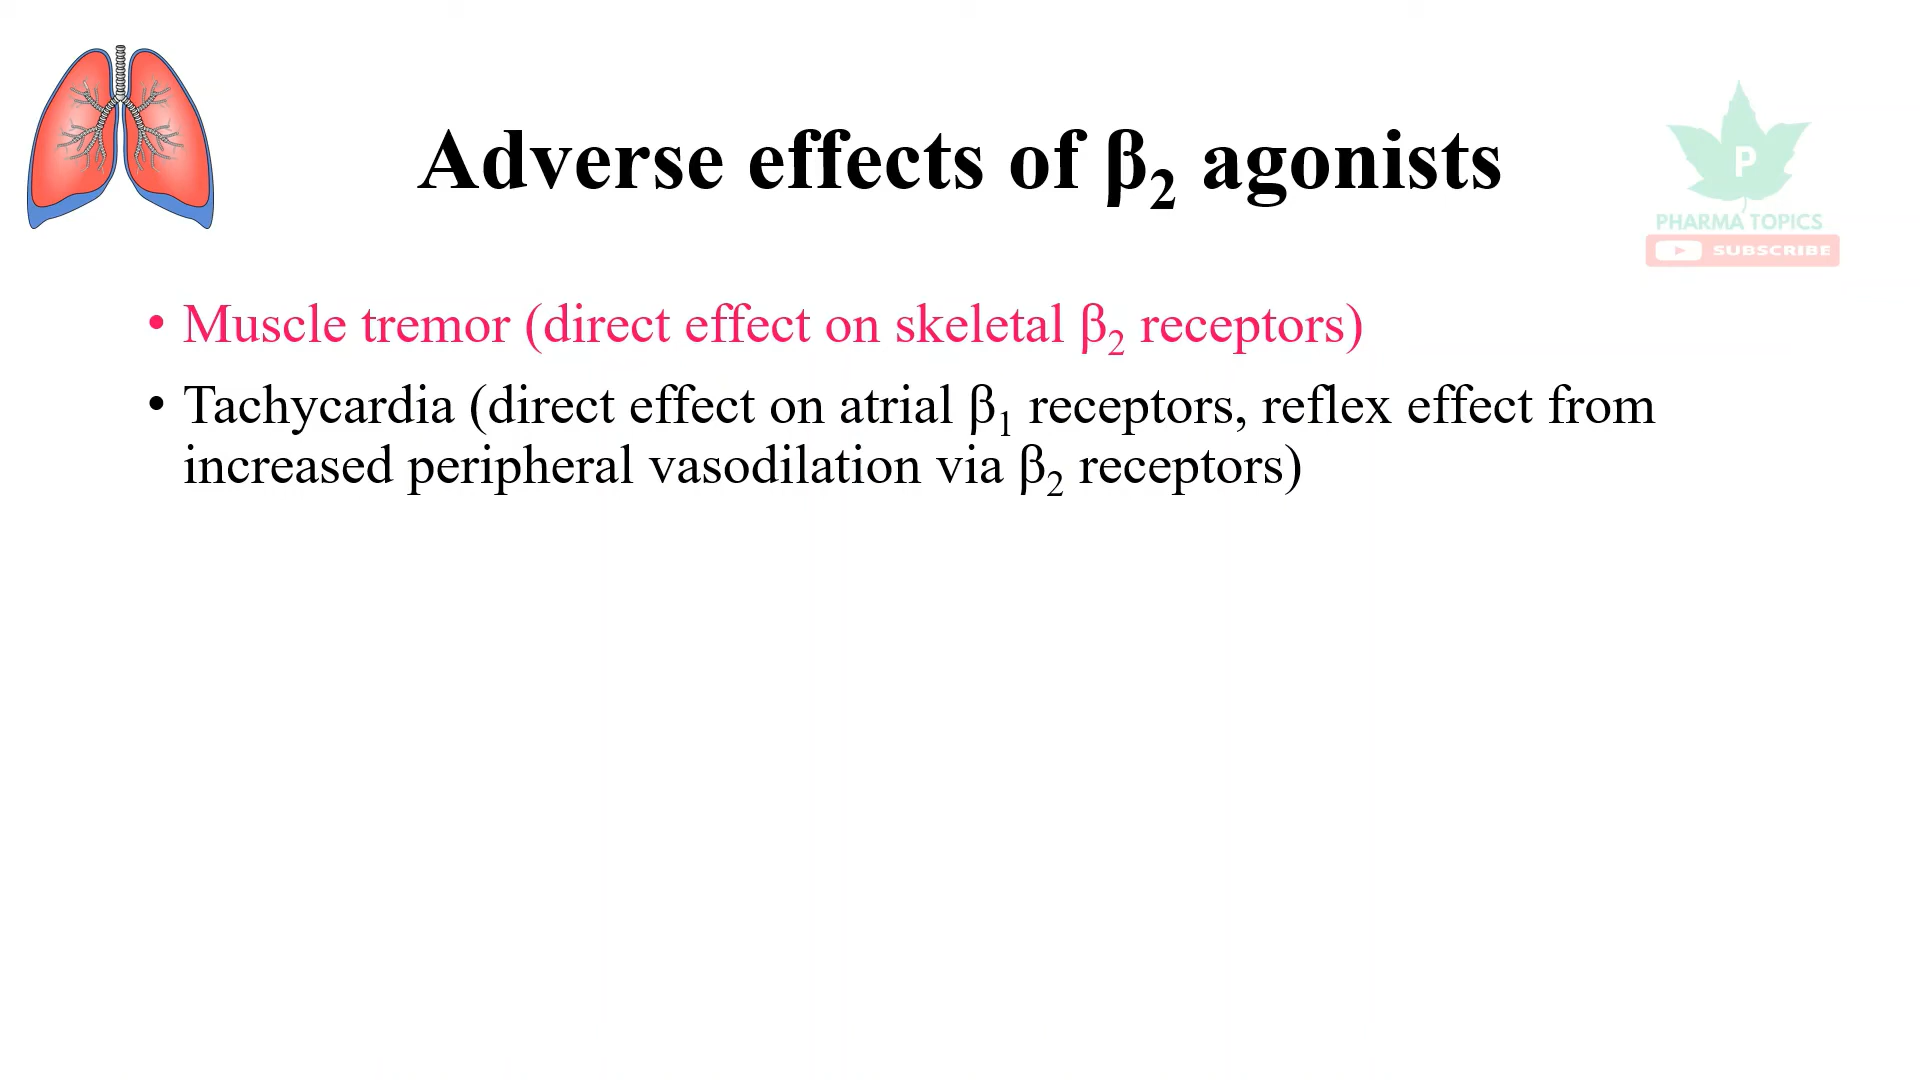 Adverse effects of β₂ agonists
P
PHARMA TOPICS
SUBSCRIBE
• Muscle tremor (direct effect on skeletal β₂ receptors)
• Tachycardia (direct effect on atrial β₁ receptors, reflex effect from
increased peripheral vasodilation via β₂ receptors)